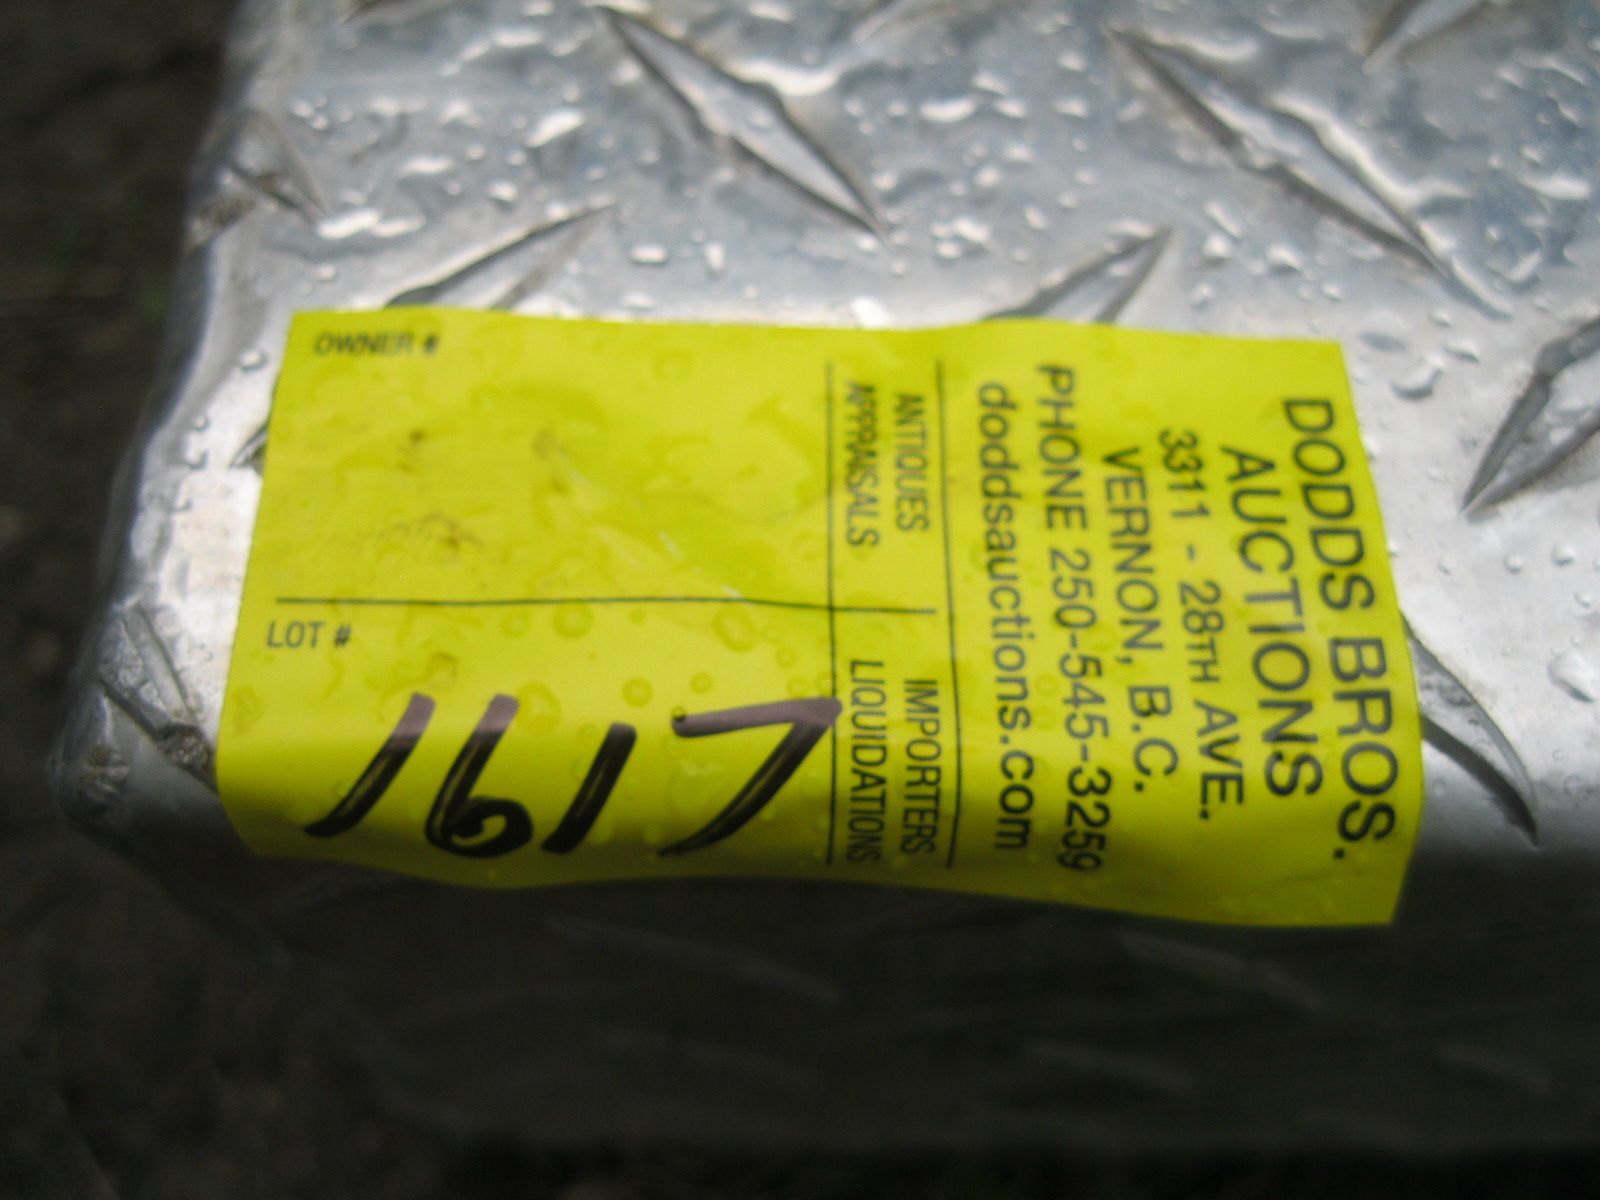 DODDS BROS.
AUCTIONS
3311 - 28TH AVE.
VERNON, B.C.
PHONE 250-545-3259
doddsauctions.com
ANTIQUES
APPRAISALS
IMPORTERS
LIQUIDATIONS
OWNER #
LOT #
1617